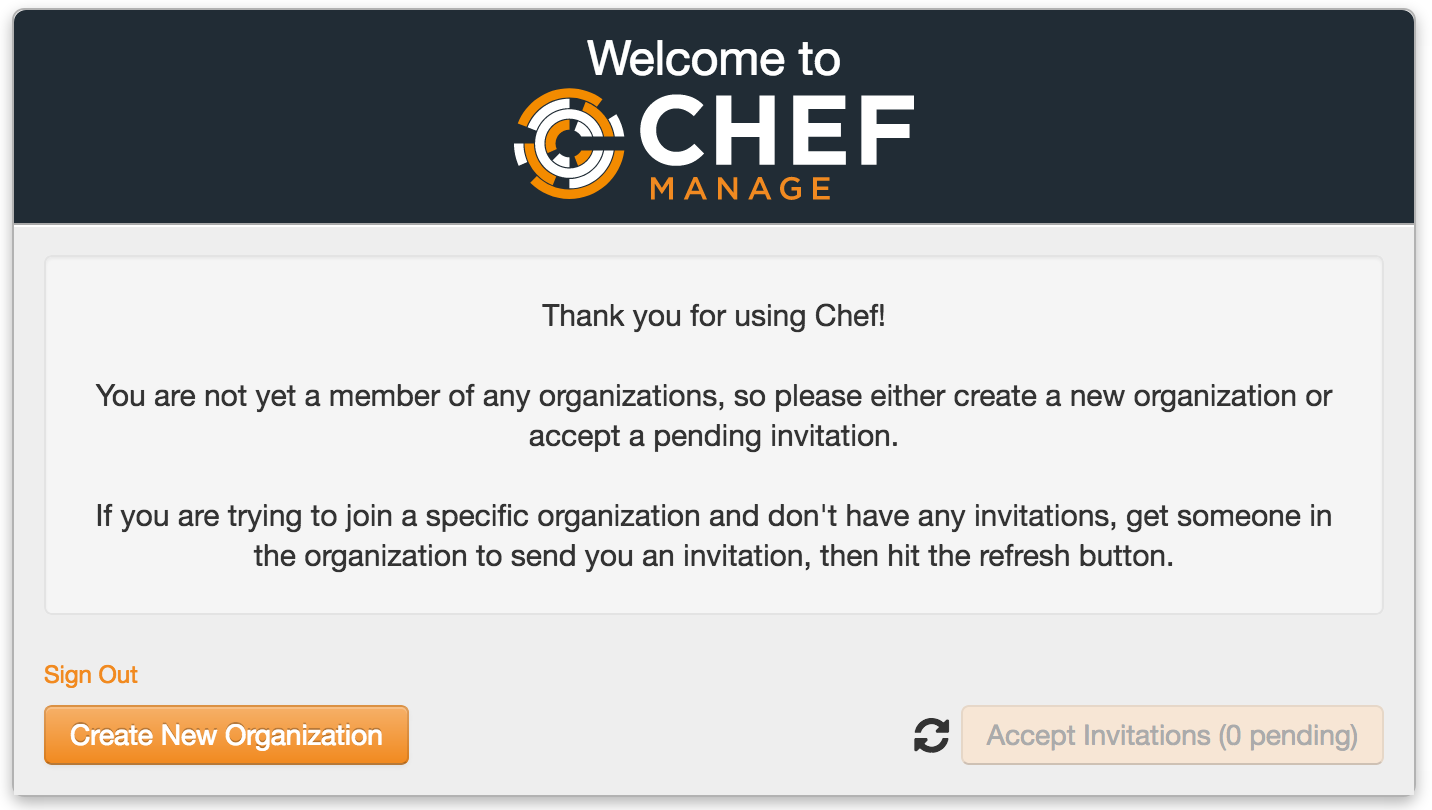 Welcome to
CHEF
MANAGE
Thank you for using Chef!
You are not yet a member of any organizations, so please either create a new organization or
accept a pending invitation.
If you are trying to join a specific organization and don't have any invitations, get someone in
the organization to send you an invitation, then hit the refresh button.
Sign Out
Create New Organization
Accept Invitations (0 pending)